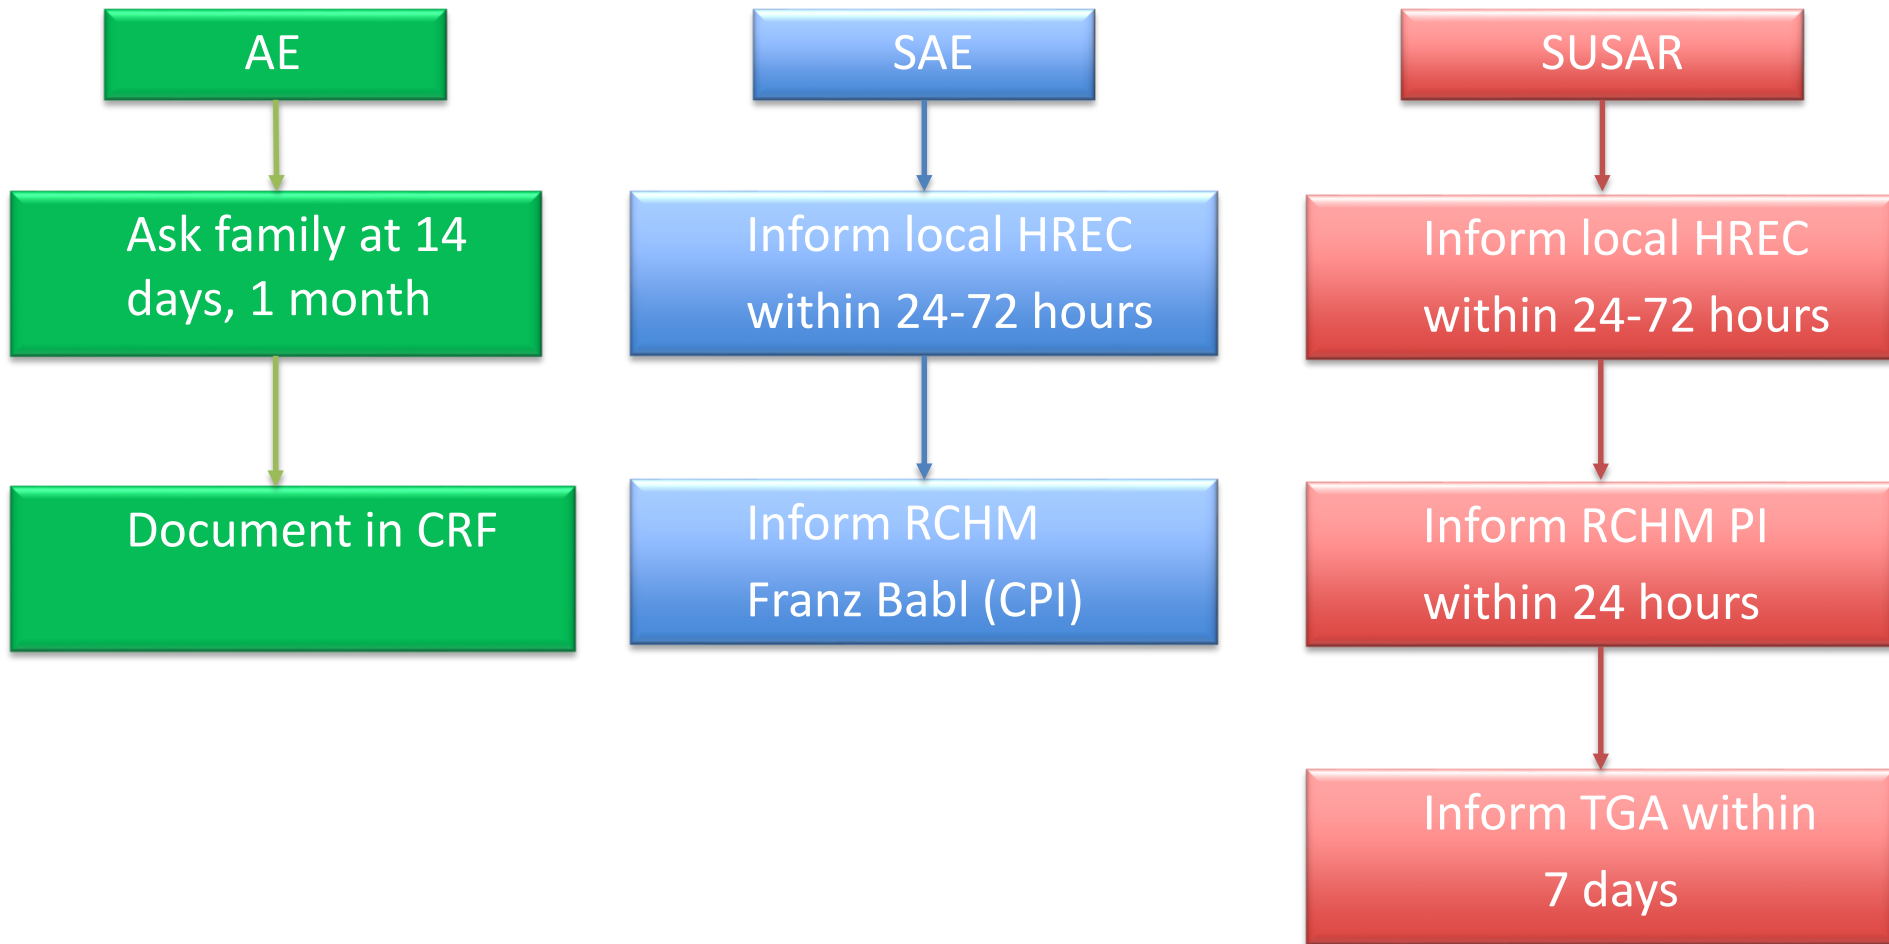 AE
Ask family at 14
days, 1 month
Document in CRF
SAE
Inform local HREC
within 24-72 hours
Inform RCHM
Franz Babl (CPI)
SUSAR
Inform local HREC
within 24-72 hours
Inform RCHM PI
within 24 hours
Inform TGA within
7 days